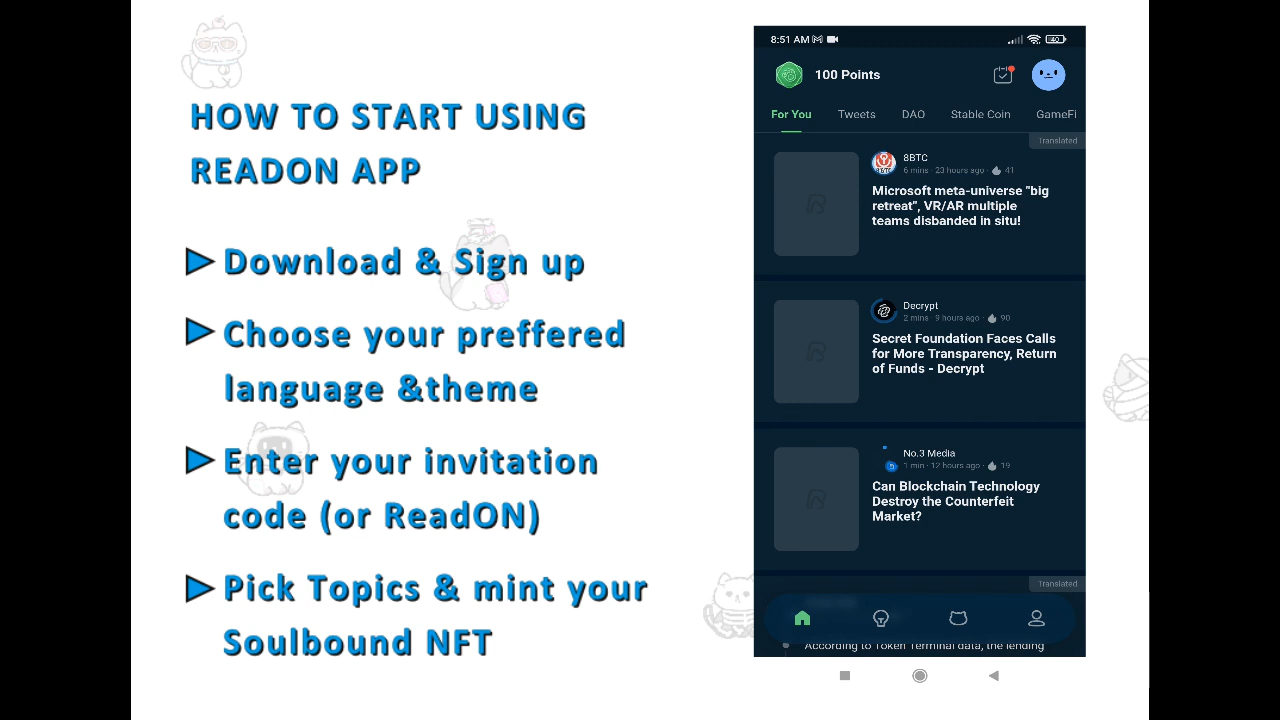 HOW TO START USING
READON APP
Download & Sign up
Choose your preffered
language &theme
Enter your invitation
code (or ReadON)
Pick Topics & mint your
Soulbound NFT
8:51 AM
40
100 Points
For You Tweets DAO Stable Coin GameFi
Translated
8BTC
6 mins · 23 hours ago · 41
Microsoft meta-universe "big
retreat", VR/AR multiple
teams disbanded in situ!
Decrypt
2 mins · 9 hours ago · 90
Secret Foundation Faces Calls
for More Transparency, Return
of Funds - Decrypt
No.3 Media
1 min · 12 hours ago · 19
Can Blockchain Technology
Destroy the Counterfeit
Market?
Translated
According to Token Terminal data, the lending